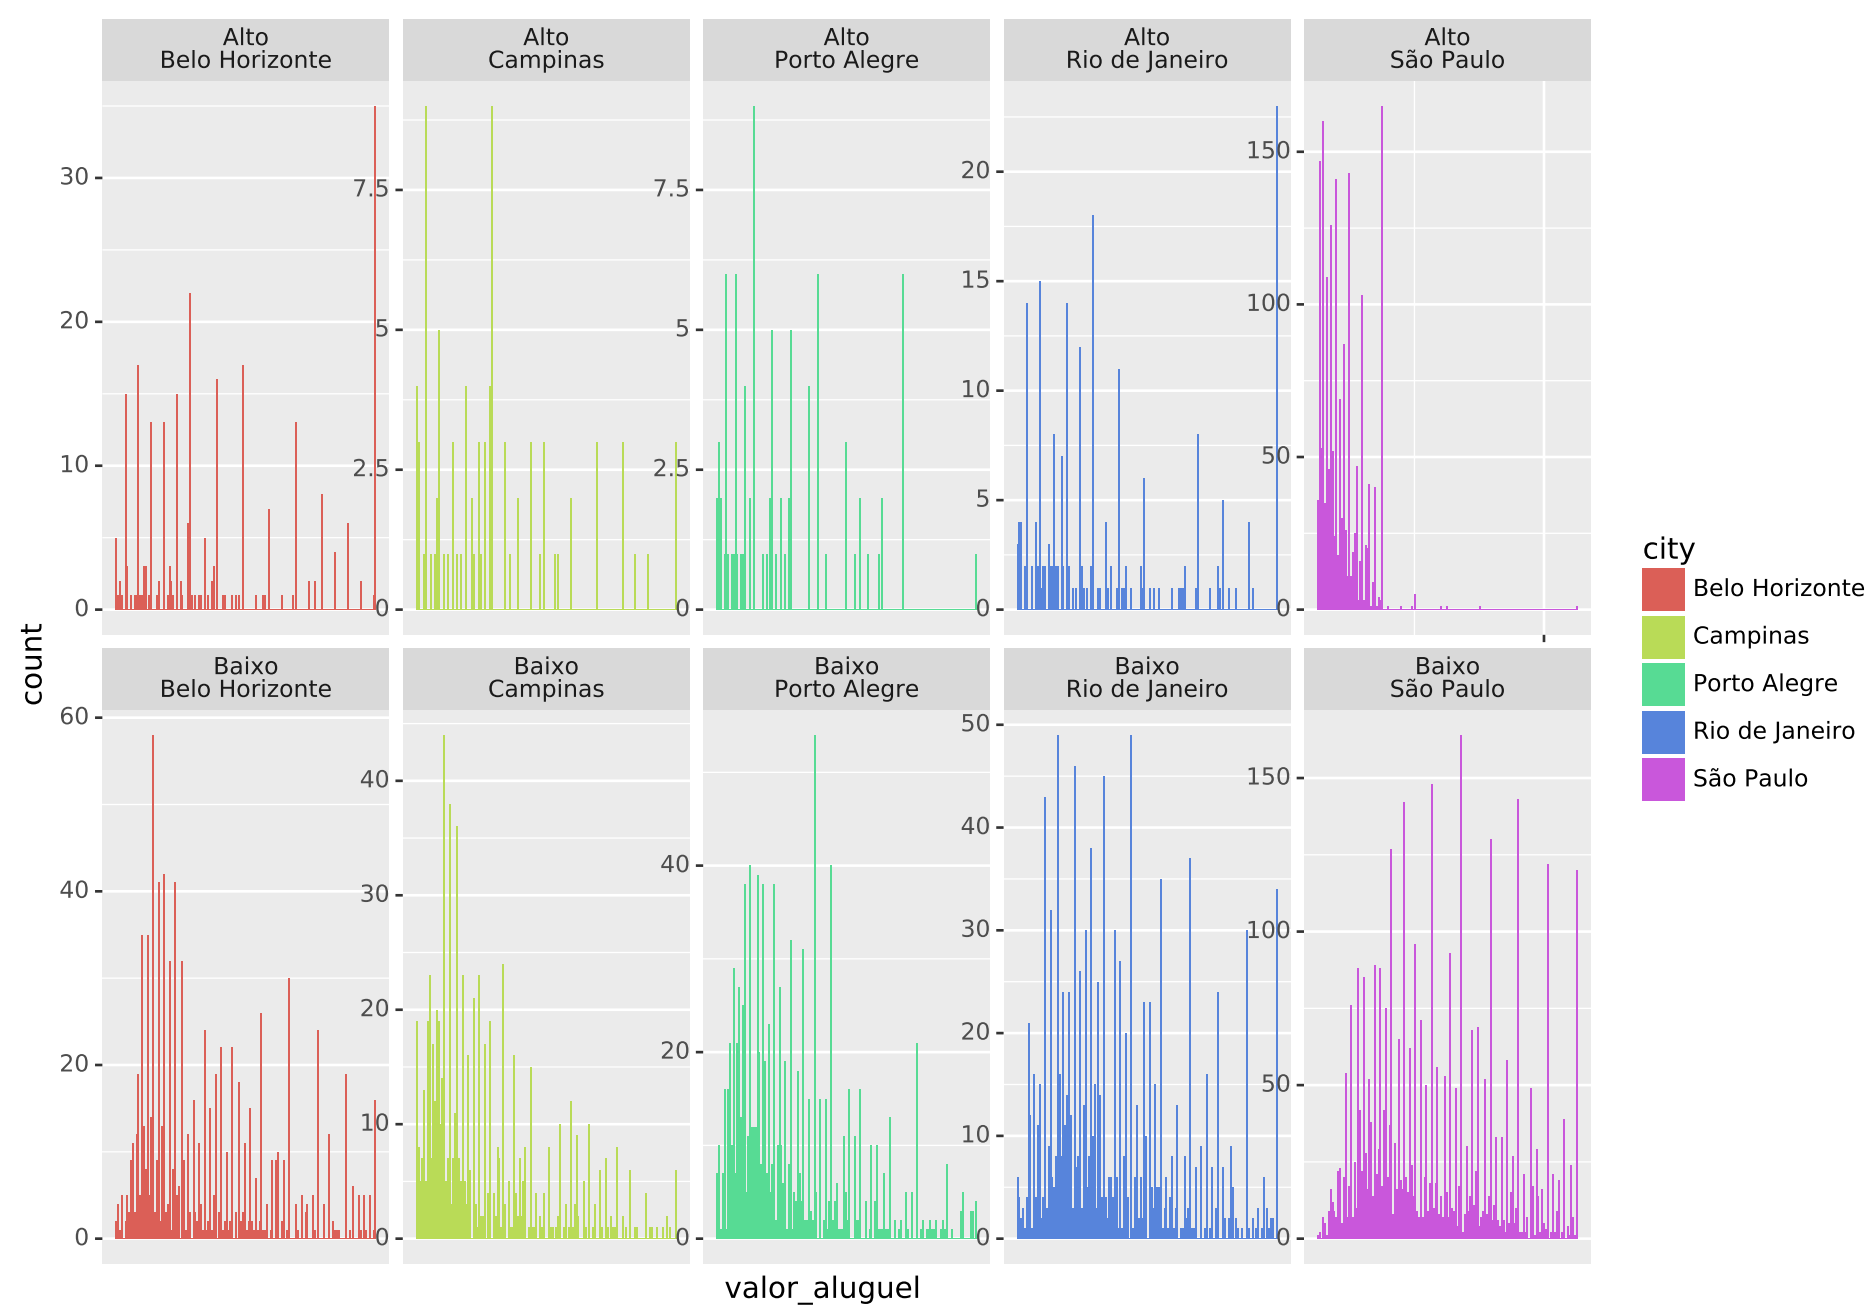 Alto
Belo Horizonte
Alto
Campinas
Alto
Porto Alegre
Alto
Rio de Janeiro
Alto
São Paulo
30
20
10
0
7.5
5
2.5
0
7.5
5
2.5
0
20
15
10
5
0
150
100
50
0
Baixo
Belo Horizonte
Baixo
Campinas
Baixo
Porto Alegre
Baixo
Rio de Janeiro
Baixo
São Paulo
60
40
20
0
40
30
20
10
0
40
20
0
50
40
30
20
10
0
150
100
50
0
count
valor_aluguel
city
Belo Horizonte
Campinas
Porto Alegre
Rio de Janeiro
São Paulo